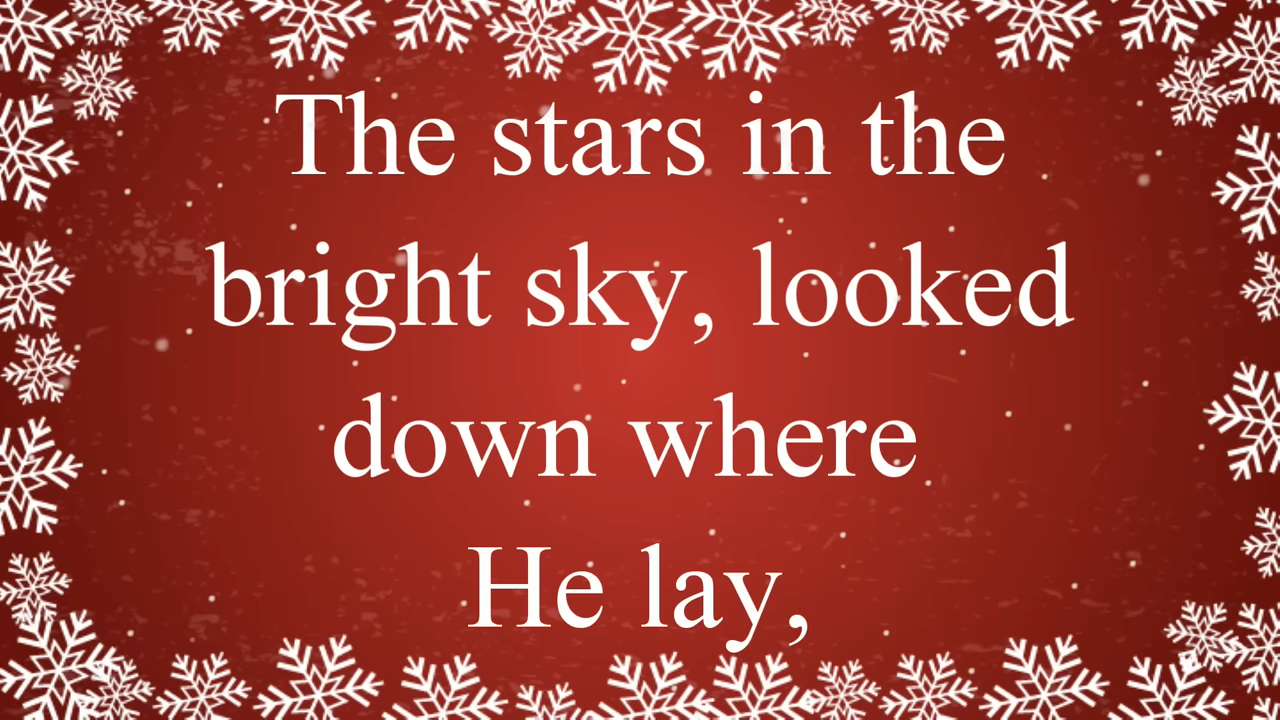 The stars in the
bright sky, looked
down where
He lay,